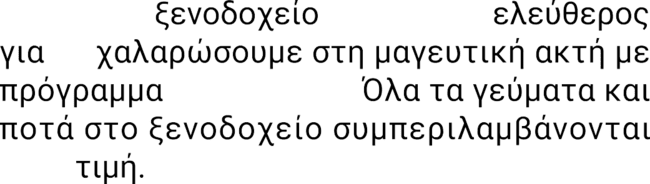 ξενοδοχείο ελεύθερος
για χαλαρώσουμε στη μαγευτική ακτή με
πρόγραμμα Όλα τα γεύματα και
ποτά στο ξενοδοχείο συμπεριλαμβάνονται
τιμή.